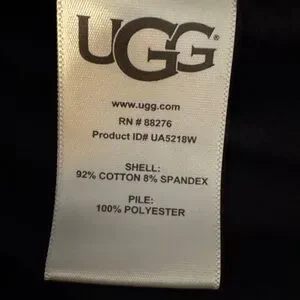 UGG®
www.ugg.com
RN # 88276
Product ID# UA5218W
SHELL:
92% COTTON 8% SPANDEX
PILE:
100% POLYESTER